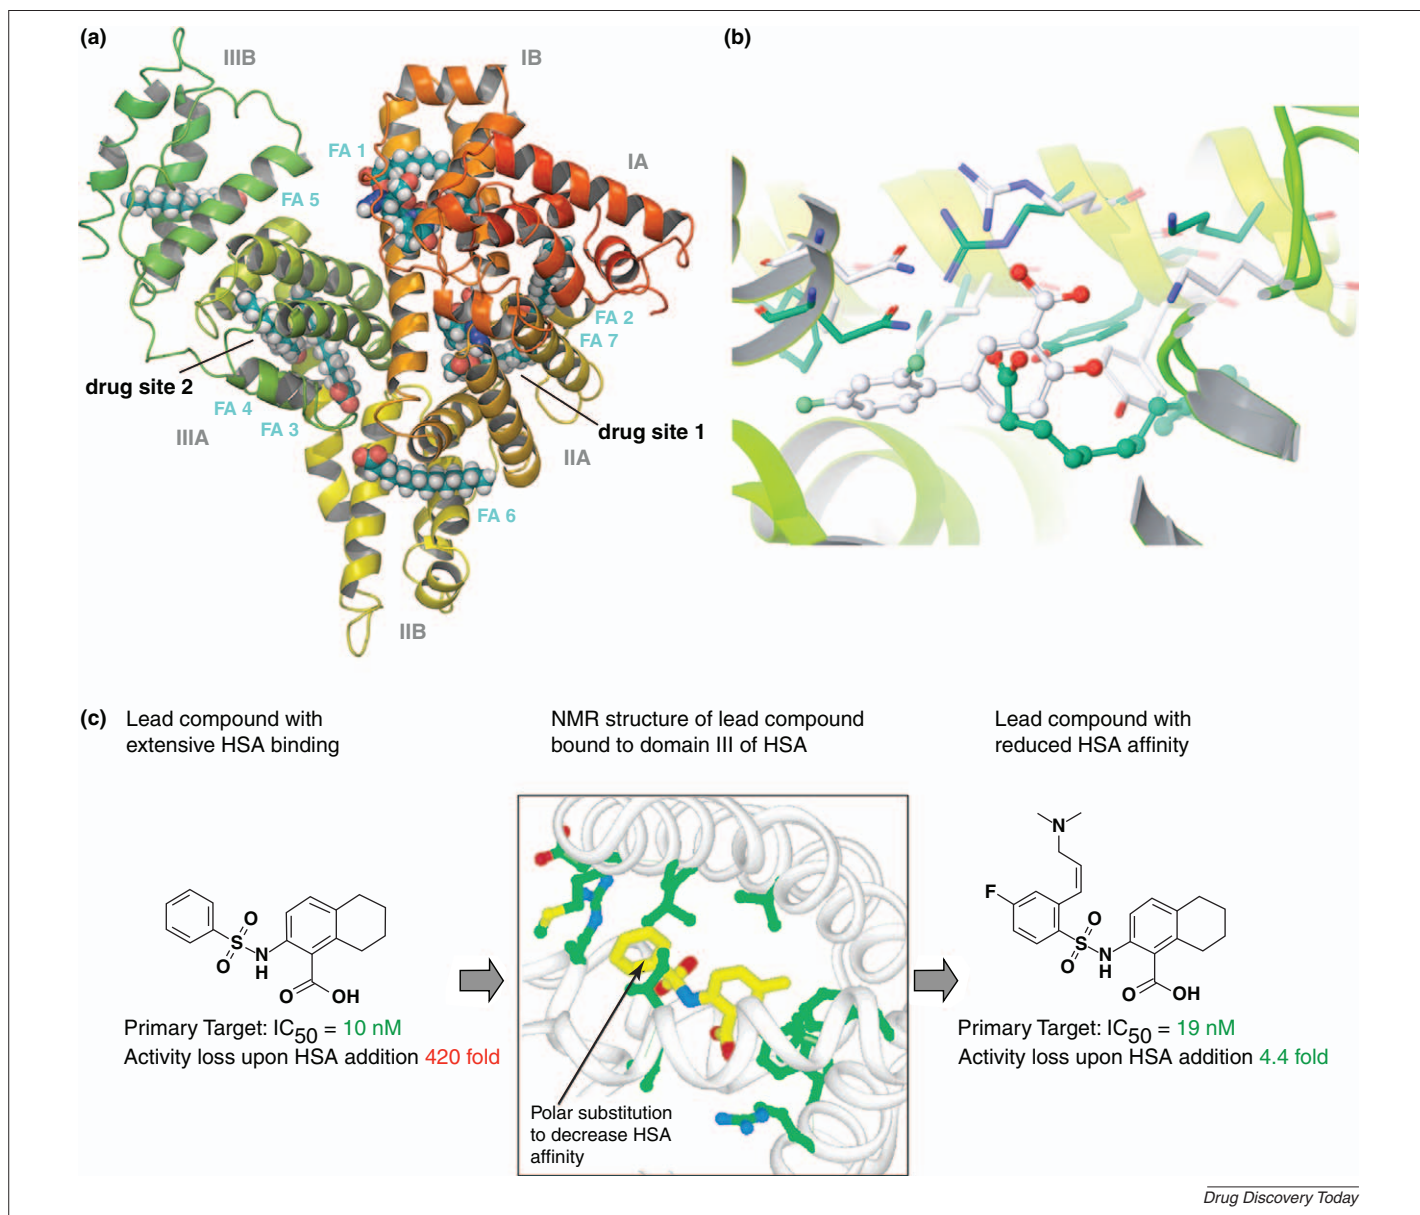 (a)
IIIB
IB
(b)
FA 1
IA
FA 5
FA 2
FA 7
drug site 2
FA 4
FA 3
IIIA
drug site 1
IIA
FA 6
IIB
(c) Lead compound with
extensive HSA binding
NMR structure of lead compound
bound to domain III of HSA
Lead compound with
reduced HSA affinity
O
S
O
N
H
O
OH
Primary Target: IC50 = 10 nM
Activity loss upon HSA addition 420 fold
Polar substitution
to decrease HSA
affinity
N
F
O
S
O
N
H
O
OH
Primary Target: IC50 = 19 nM
Activity loss upon HSA addition 4.4 fold
Drug Discovery Today